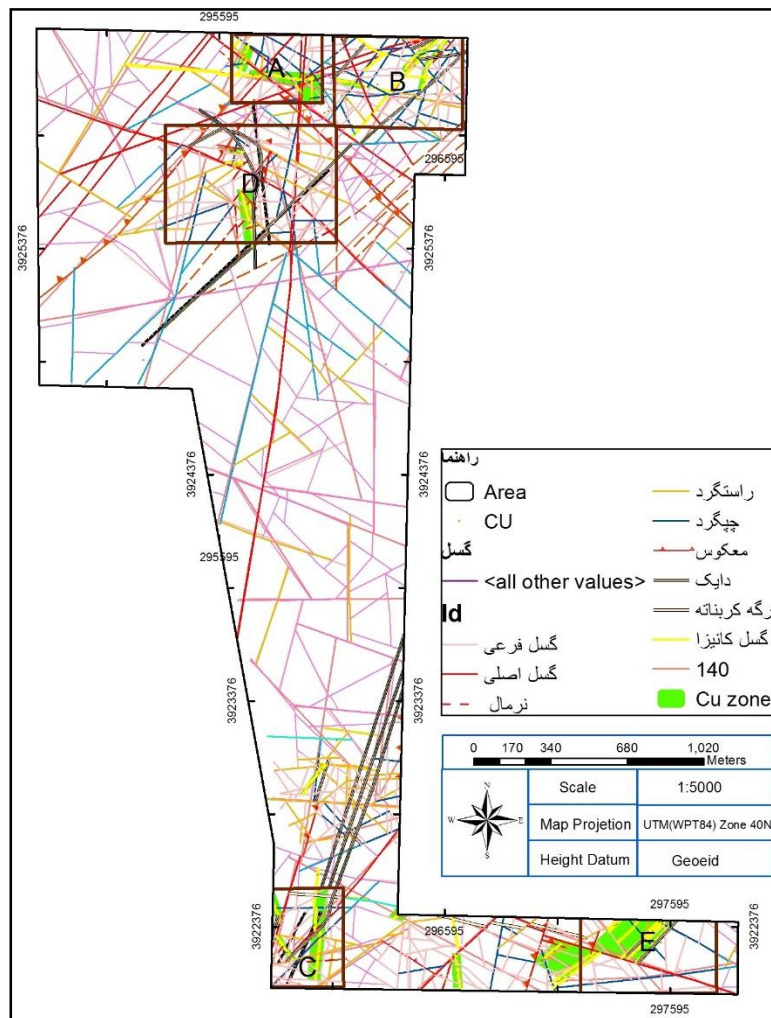 295595
A
B
296595
D
3925376
3925376
راهنما
Area
CU
گسل
<all other values>
Id
گسل فرعی
گسل اصلی
نرمال
راستگرد
چپگرد
معکوس
دایک
رگه کربناته
گسل کانیزا
140
Cu zone
3924376
3924376
295595
3923376
3923376
0 170 340 680 1,020
Meters
N
W E
S
Scale 1:5000
Map Projetion UTM(WPT84) Zone 40N
Height Datum Geoeid
3922376
3922376
296595
297595
C
E
297595